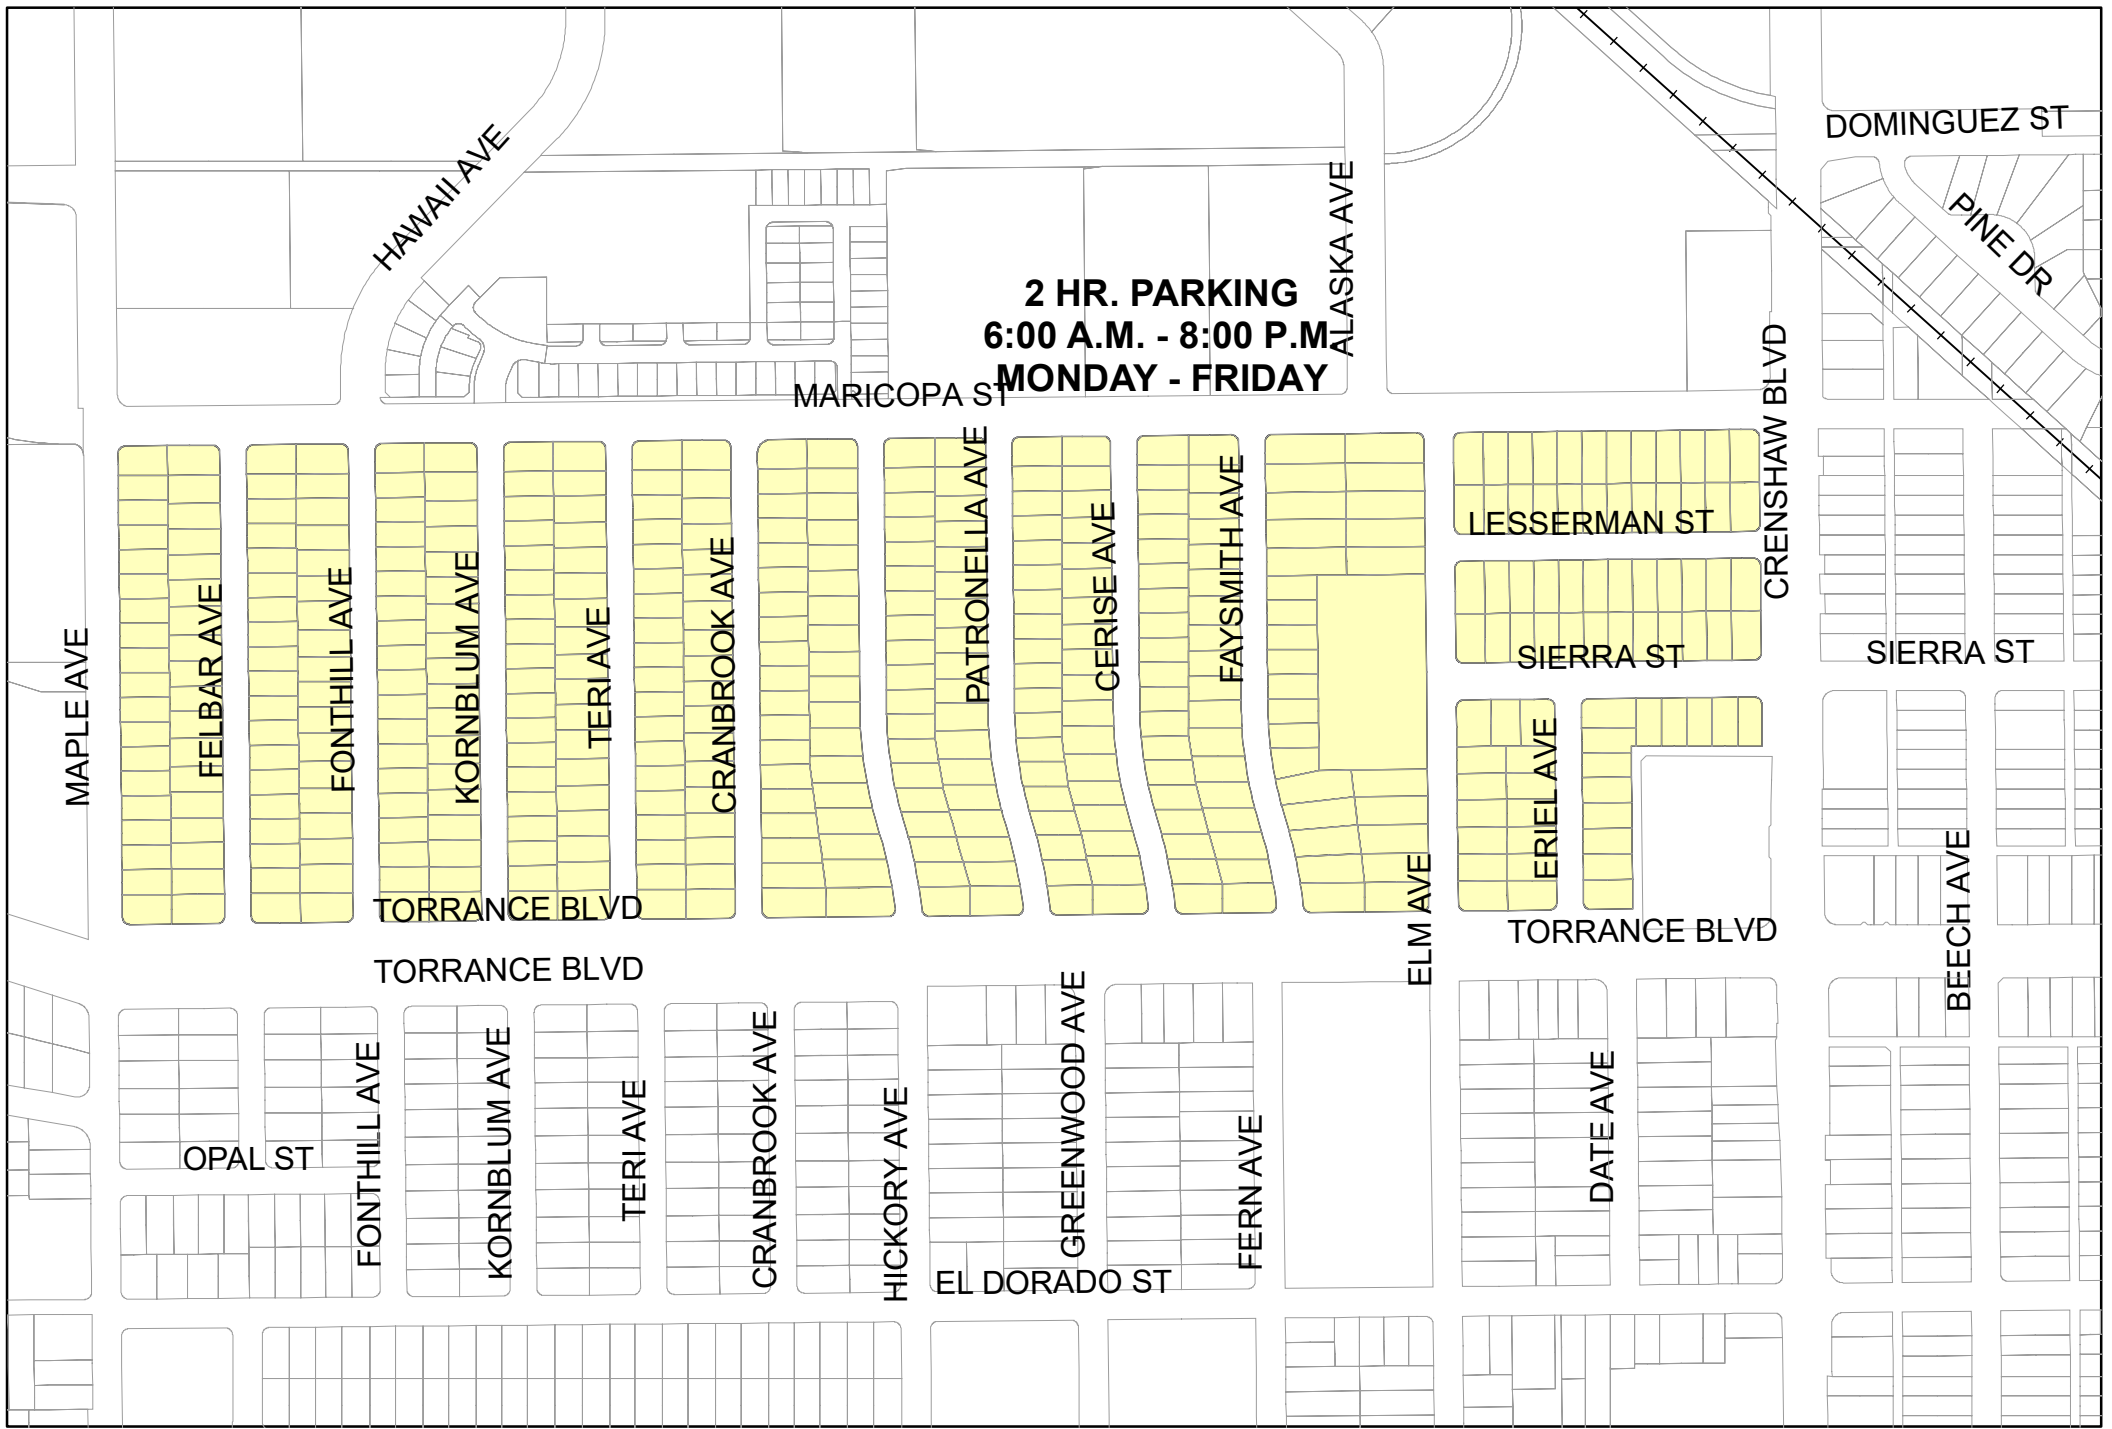 DOMINGUEZ ST
HAWAII AVE
PINE DR
ALASKA AVE
2 HR. PARKING
6:00 A.M. - 8:00 P.M.
MONDAY - FRIDAY
MARICOPA ST
CRENSHAW BLVD
LESSERMAN ST
SIERRA ST
SIERRA ST
MAPLE AVE
FELBAR AVE
FONTHILL AVE
KORNBLUM AVE
TERI AVE
CRANBROOK AVE
PATRONELLA AVE
CERISE AVE
FAYSMITH AVE
ERIEL AVE
ELM AVE
BEECH AVE
TORRANCE BLVD
TORRANCE BLVD
TORRANCE BLVD
OPAL ST
FONTHILL AVE
KORNBLUM AVE
TERI AVE
CRANBROOK AVE
HICKORY AVE
GREENWOOD AVE
FERN AVE
DATE AVE
EL DORADO ST